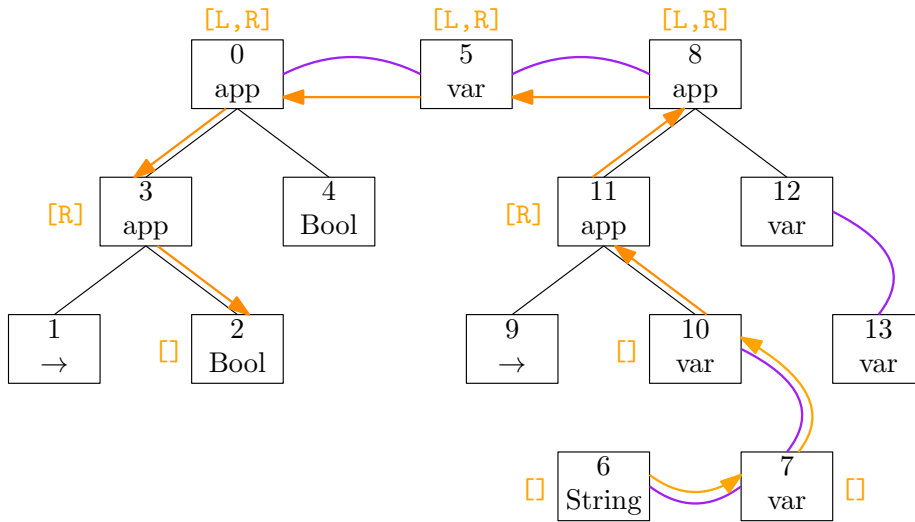 [L,R] [L,R] [L,R]
0 5 8
app var app
3 4 11 12
[R] app Bool [R] app var
1 2 9 10 13
→ [] Bool → [] var var
6 7
[] String var []